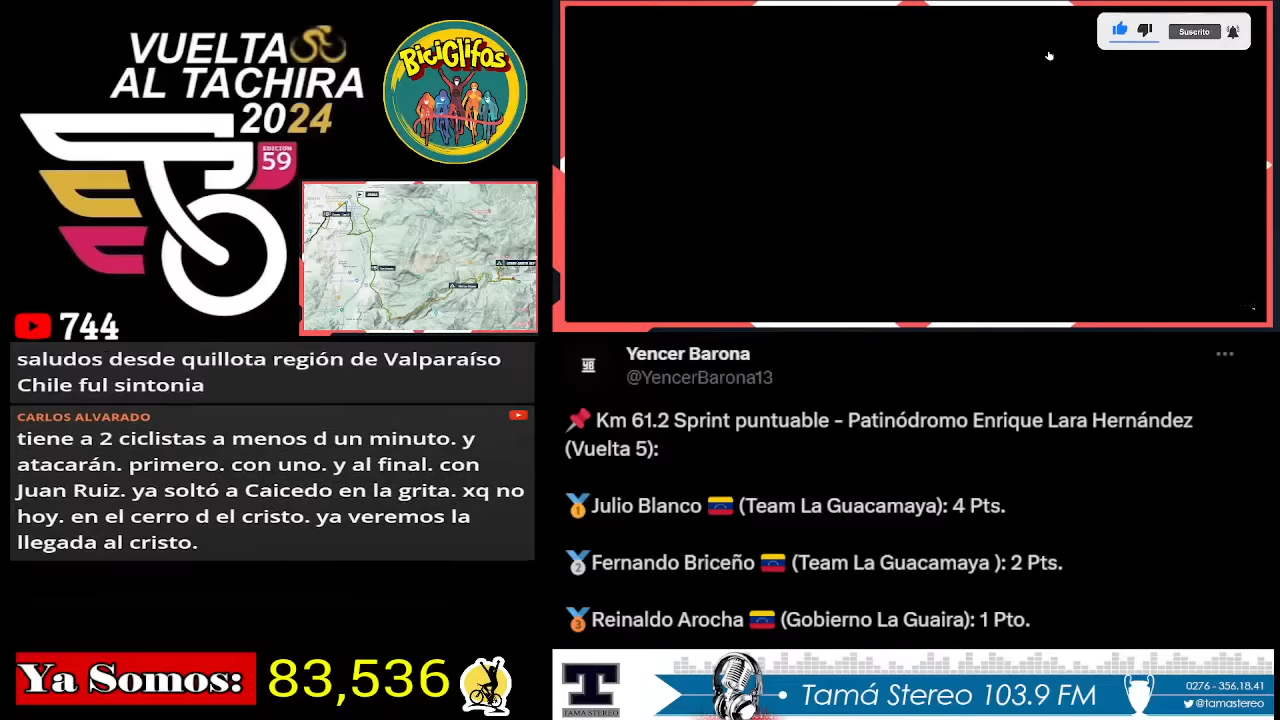 VUELTA
AL TACHIRA
2024
EDICION
59
BiciGlifos
744
saludos desde quillota región de Valparaíso
Chile ful sintonia
CARLOS ALVARADO
tiene a 2 ciclistas a menos d un minuto. y
atacarán. primero. con uno. y al final. con
Juan Ruiz. ya soltó a Caicedo en la grita. xq no
hoy. en el cerro d el cristo. ya veremos la
llegada al cristo.
Ya Somos: 83,536
Suscrito
YB
Yencer Barona
@YencerBarona13
Km 61.2 Sprint puntuable - Patinódromo Enrique Lara Hernández
(Vuelta 5):
1 Julio Blanco (Team La Guacamaya): 4 Pts.
2 Fernando Briceño (Team La Guacamaya ): 2 Pts.
3 Reinaldo Arocha (Gobierno La Guaira): 1 Pto.
T
TAMA STEREO
Tamá Stereo 103.9 FM
0276 - 356.18.41
@tamastereo